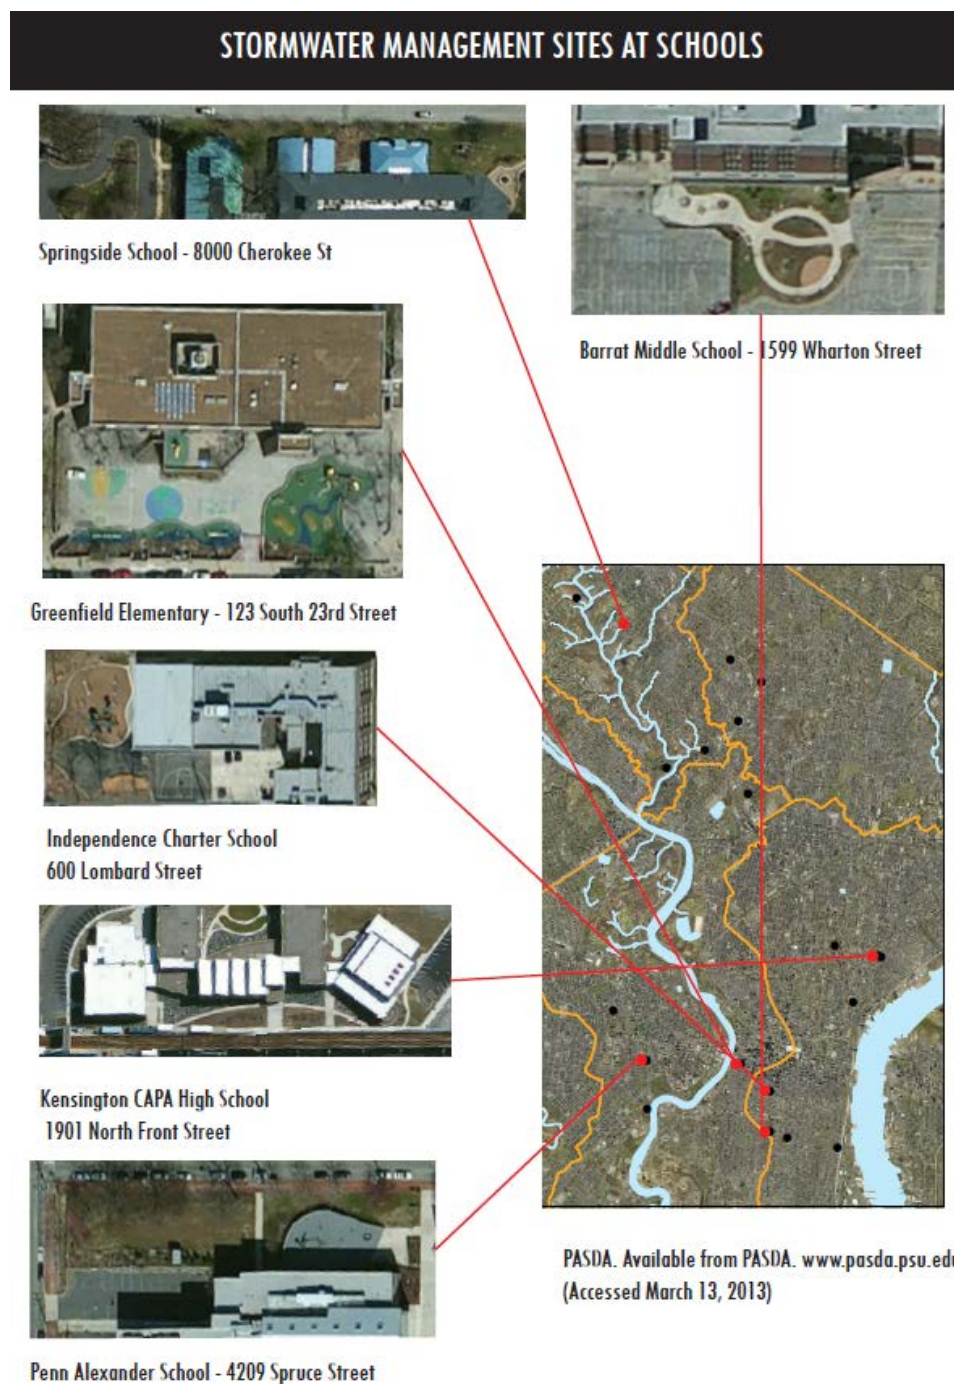 STORMWATER MANAGEMENT SITES AT SCHOOLS
Springside School - 8000 Cherokee St
Barrat Middle School - 1599 Wharton Street
Greenfield Elementary - 123 South 23rd Street
Independence Charter School
600 Lombard Street
Kensington CAPA High School
1901 North Front Street
PASDA. Available from PASDA. www.pasda.psu.edu
(Accessed March 13, 2013)
Penn Alexander School - 4209 Spruce Street